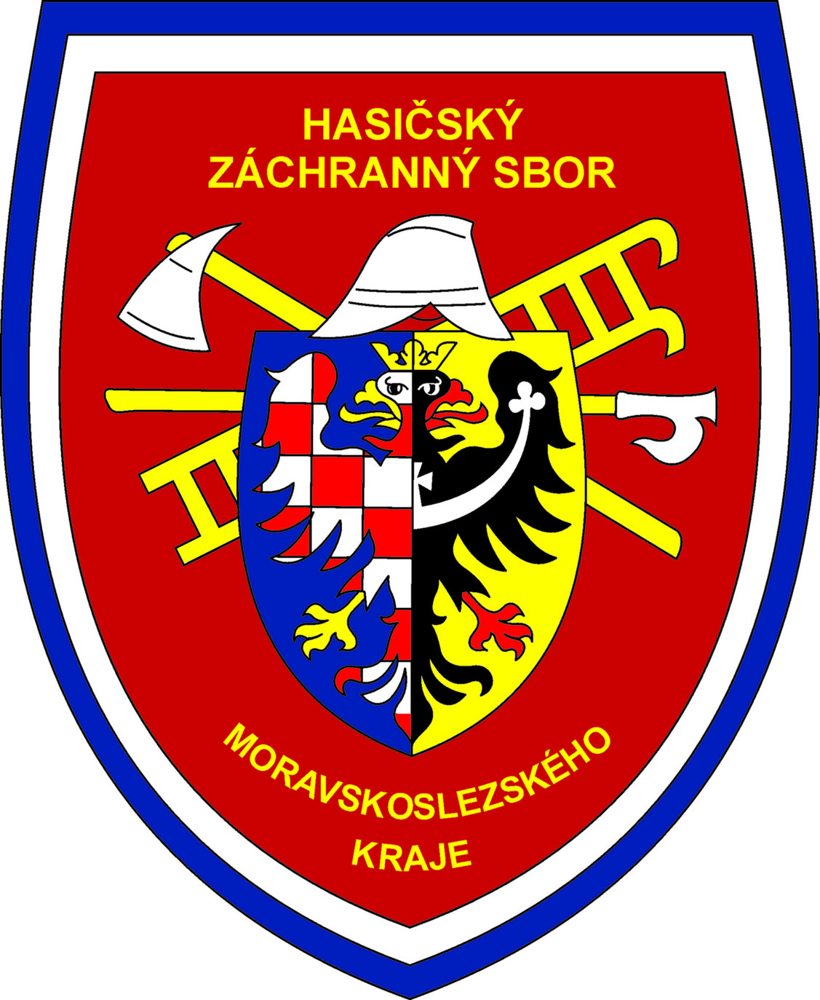 HASIČSKÝ
ZÁCHRANNÝ SBOR
MORAVSKOSLEZSKÉHO
KRAJE